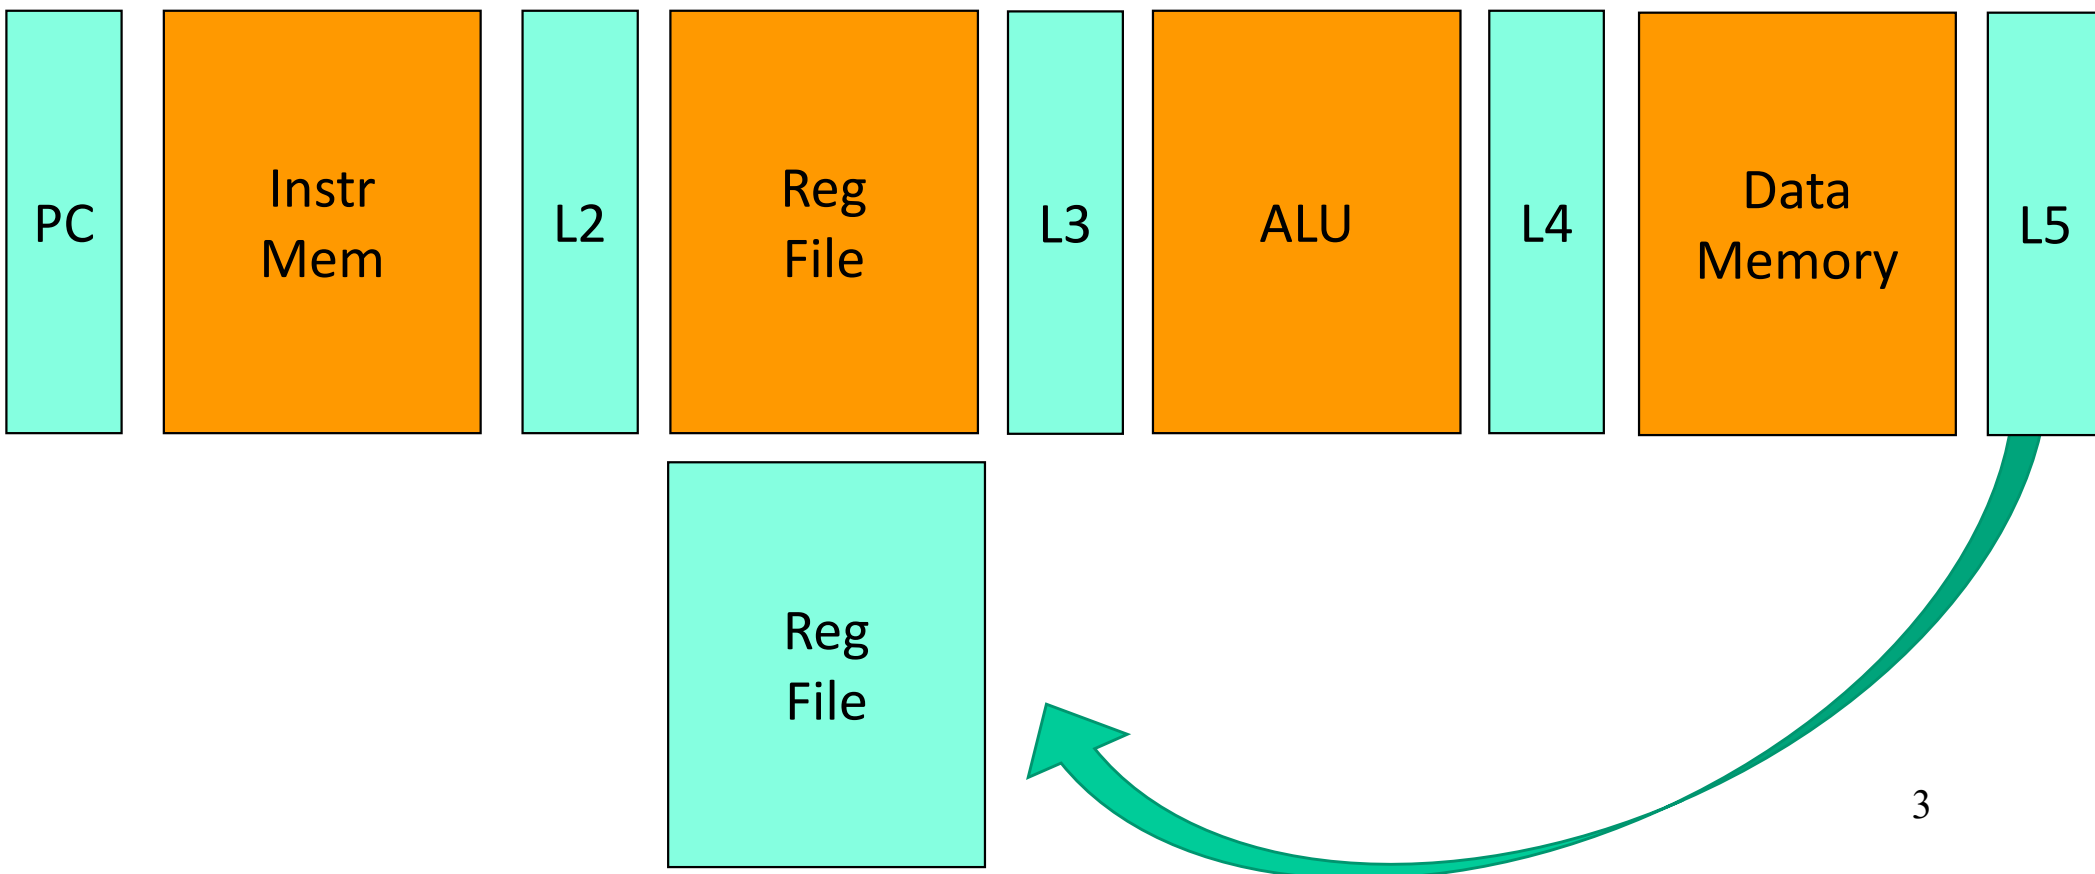 PC
Instr
Mem
L2
Reg
File
L3
ALU
L4
Data
Memory
L5
Reg
File
3